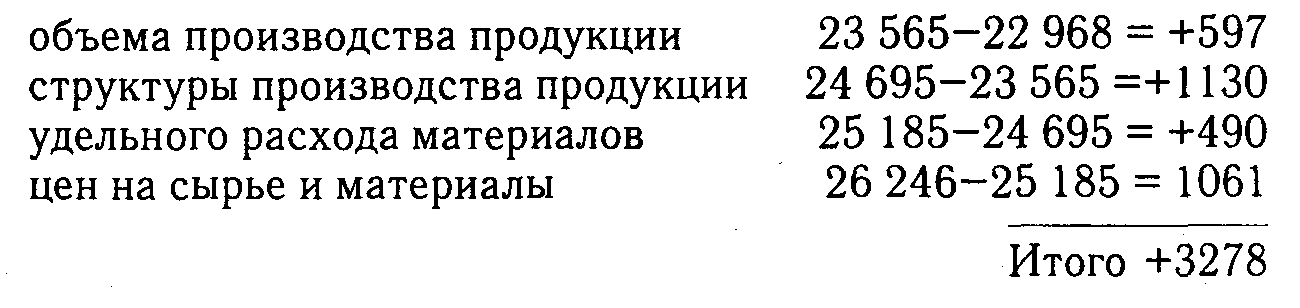 объема производства продукции 23 565−22 968 = +597
структуры производства продукции 24 695−23 565 =+1130
удельного расхода материалов 25 185−24 695 = +490
цен на сырье и материалы 26 246−25 185 = 1061
Итого +3278